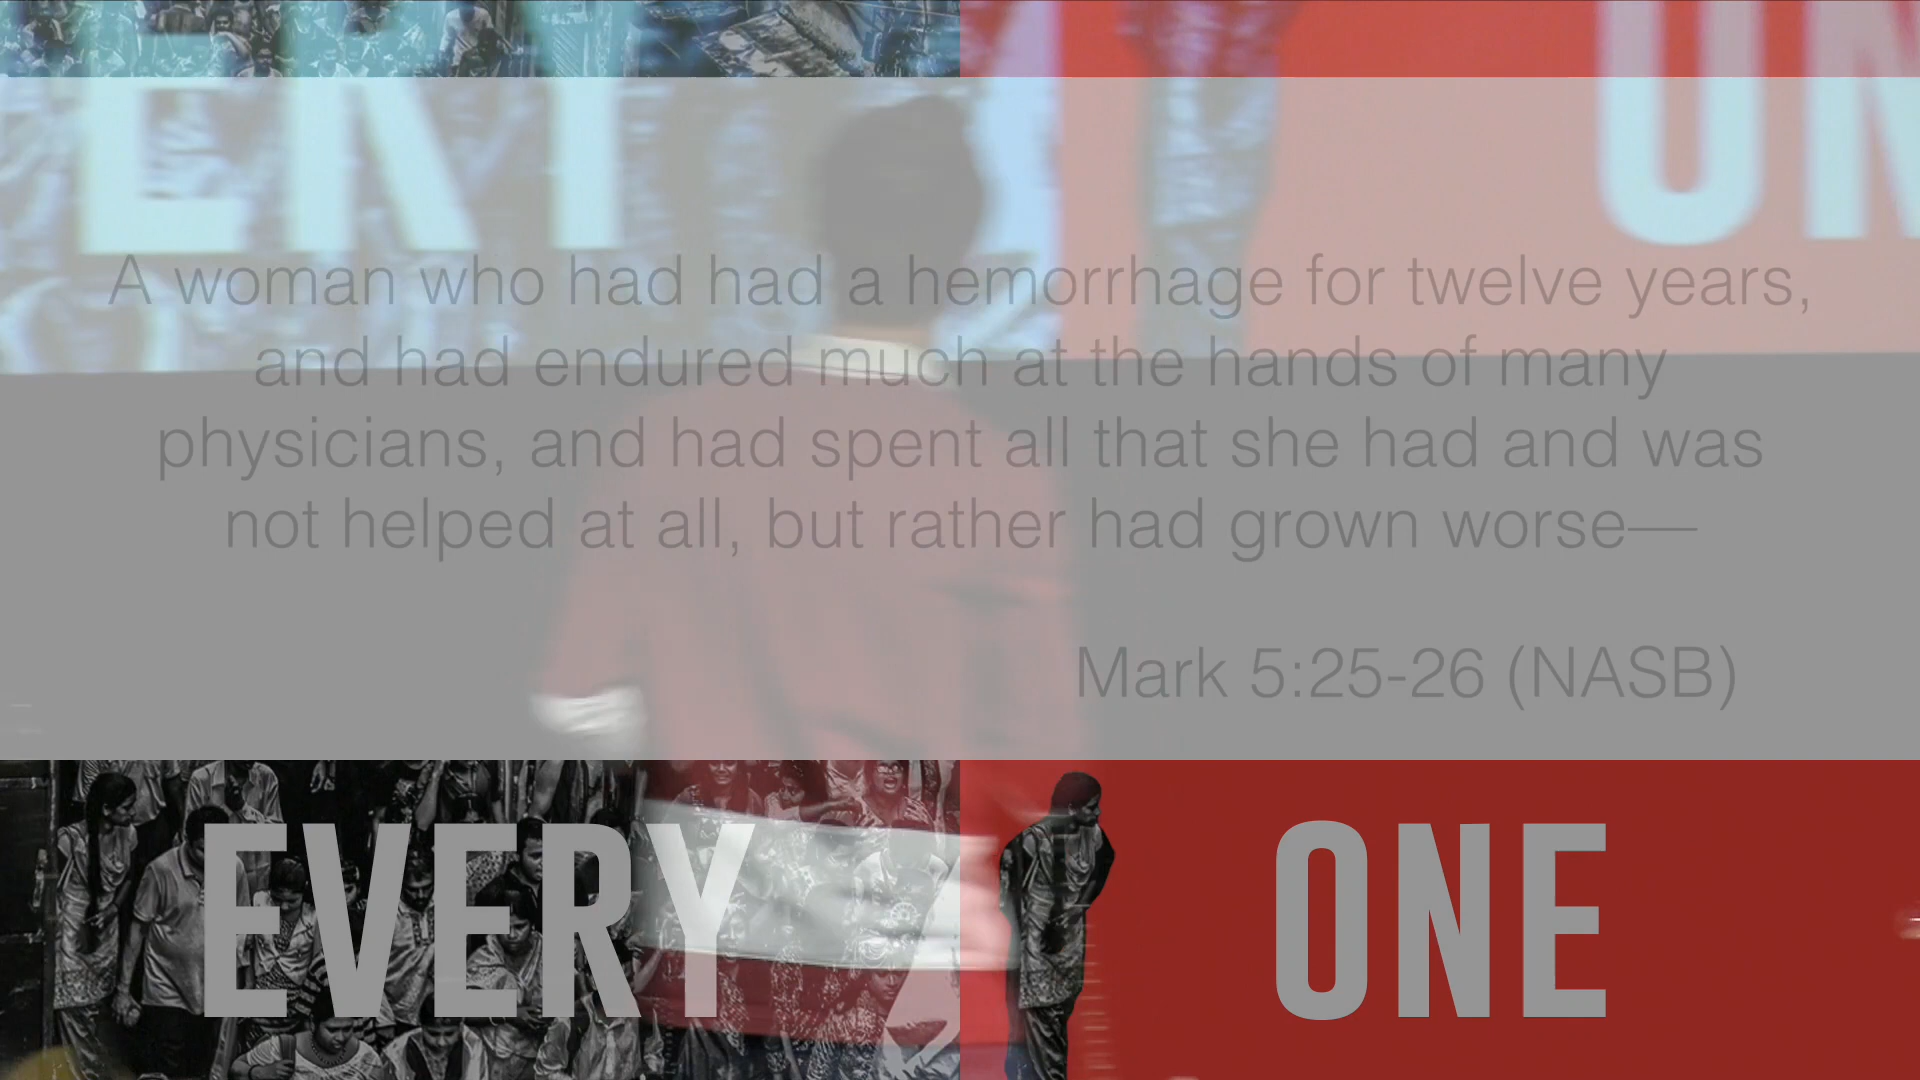 ERY
UN
A woman who had had a hemorrhage for twelve years,
and had endured much at the hands of many
physicians, and had spent all that she had and was
not helped at all, but rather had grown worse—
Mark 5:25-26 (NASB)
EVERY ONE